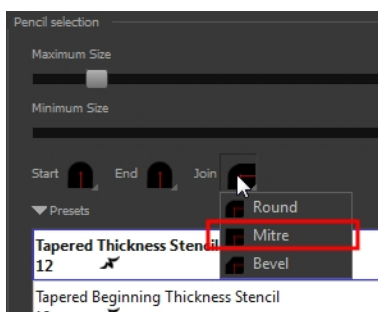 Pencil selection
Maximum Size
Minimum Size
Start End Join
Round
Presets
Mitre
Tapered Thickness Stencil
12
Bevel
Tapered Beginning Thickness Stencil